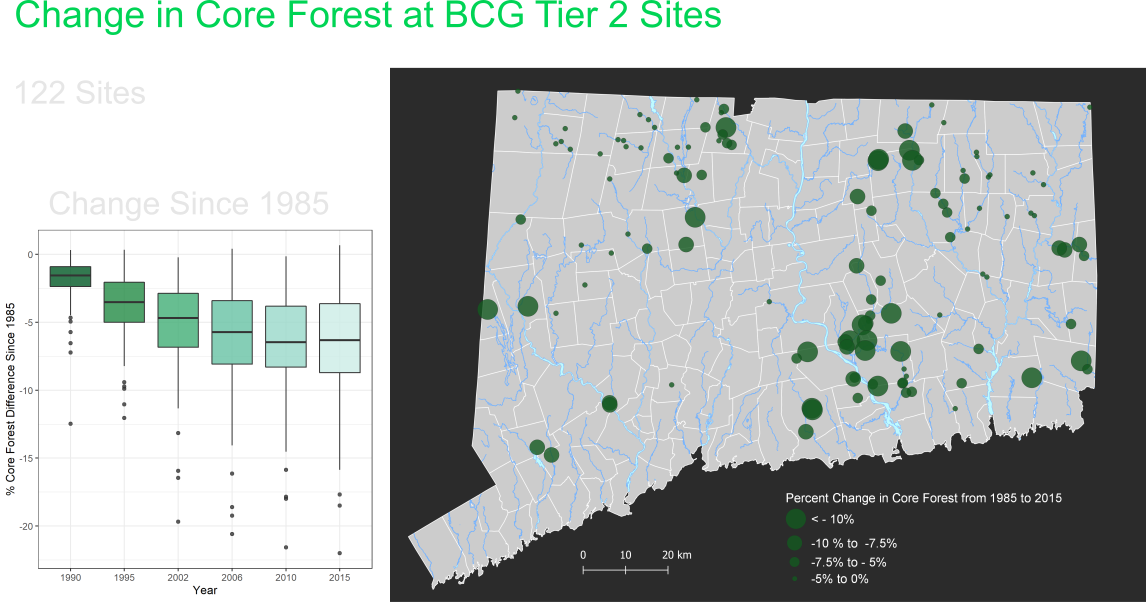 Change in Core Forest at BCG Tier 2 Sites
122 Sites
Change Since 1985
% Core Forest Difference Since 1985
-0
-5
-10
-15
-20
1990 1995 2002 2006 2010 2015
Year
Percent Change in Core Forest from 1985 to 2015
< - 10%
-10 % to -7.5%
-7.5% to - 5%
-5% to 0%
0 10 20 km